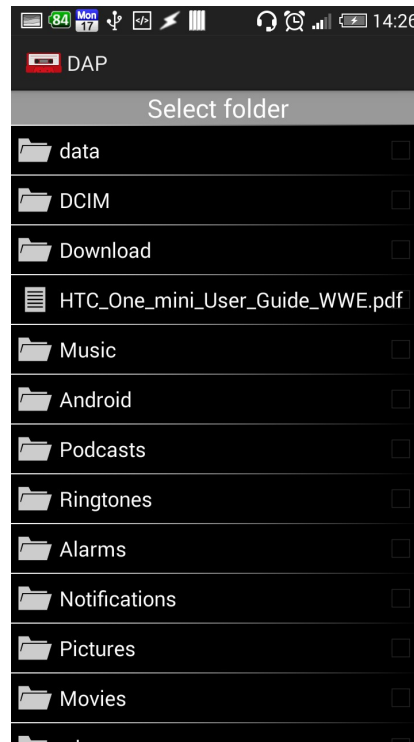 84 Mon 17 14:26
DAP
Select folder
data
DCIM
Download
HTC_One_mini_User_Guide_WWE.pdf
Music
Android
Podcasts
Ringtones
Alarms
Notifications
Pictures
Movies